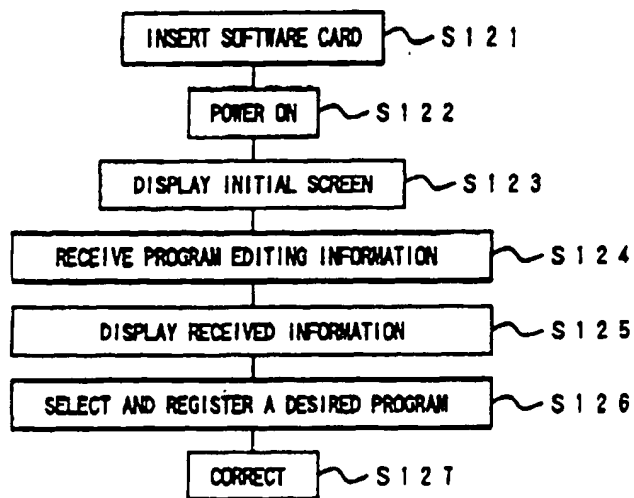 INSERT SOFTWARE CARD S121
POWER ON S122
DISPLAY INITIAL SCREEN S123
RECEIVE PROGRAM EDITING INFORMATION S124
DISPLAY RECEIVED INFORMATION S125
SELECT AND REGISTER A DESIRED PROGRAM S126
CORRECT S127